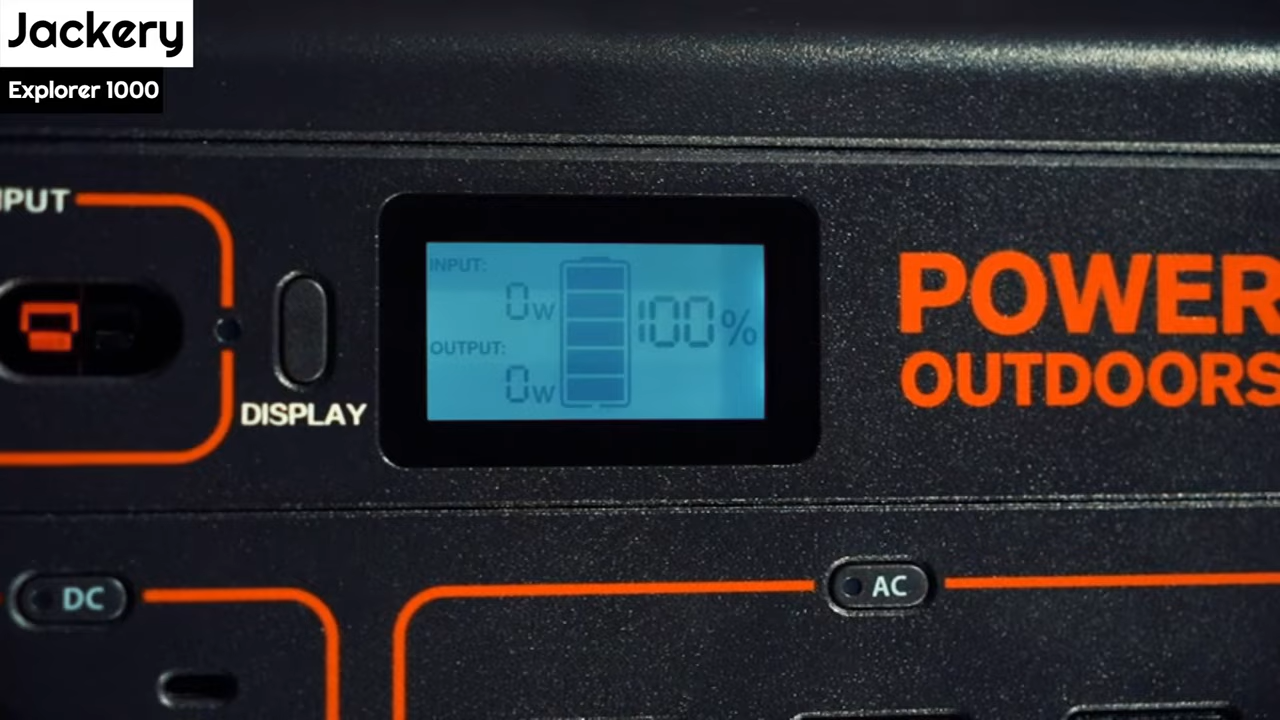 Jackery
Explorer 1000
INPUT
DISPLAY
INPUT:
0W
OUTPUT:
0W
100%
POWER
OUTDOORS
DC
AC